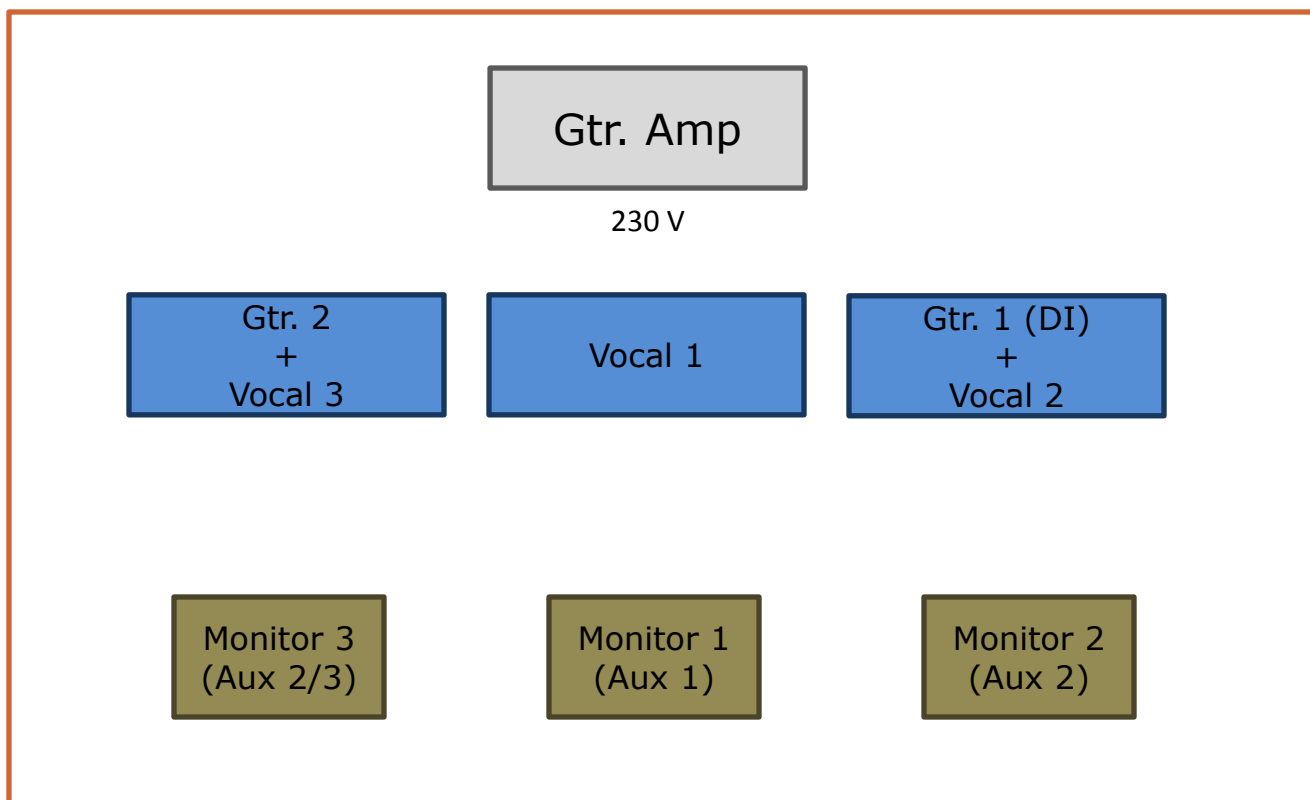 Gtr. Amp
230 V
Gtr. 2
+
Vocal 3
Vocal 1
Gtr. 1 (DI)
+
Vocal 2
Monitor 3
(Aux 2/3)
Monitor 1
(Aux 1)
Monitor 2
(Aux 2)